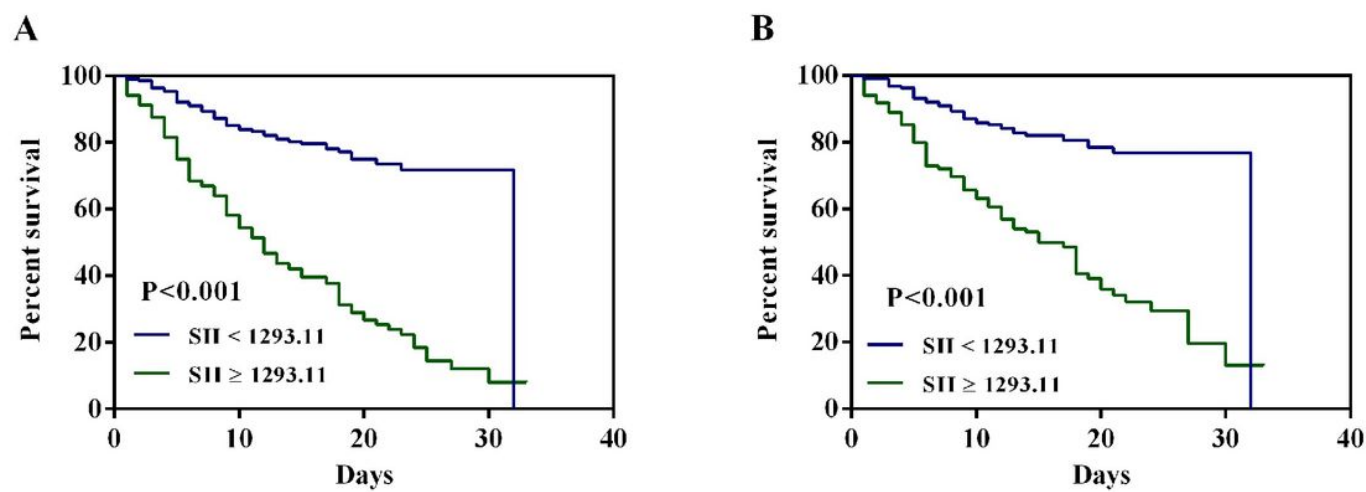 A
Percent survival
100
80
60
40
20
0
P<0.001
SII < 1293.11
SII ≥ 1293.11
0 10 20 30 40
Days
B
Percent survival
100
80
60
40
20
0
P<0.001
SII < 1293.11
SII ≥ 1293.11
0 10 20 30 40
Days